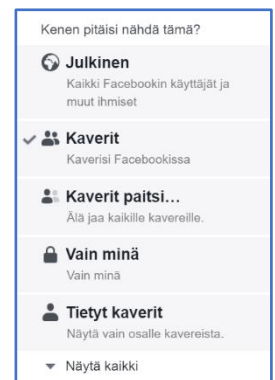 Kenen pitäisi nähdä tämä?
Julkinen
Kaikki Facebookin käyttäjät ja
muut ihmiset
Kaverit
Kaverisi Facebookissa
Kaverit paitsi...
Älä jaa kaikille kavereille.
Vain minä
Vain minä
Tietyt kaverit
Näytä vain osalle kavereista.
Näytä kaikki